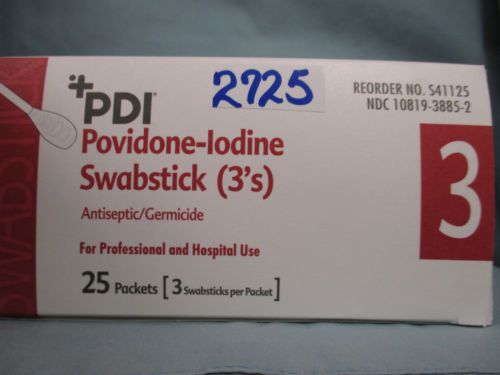 PDI
2725
REORDER NO. S41125
NDC 10819-3885-2
Povidone-Iodine
Swabstick (3's)
3
Antiseptic/Germicide
For Professional and Hospital Use
25 Packets [3 Swabsticks per Packet]